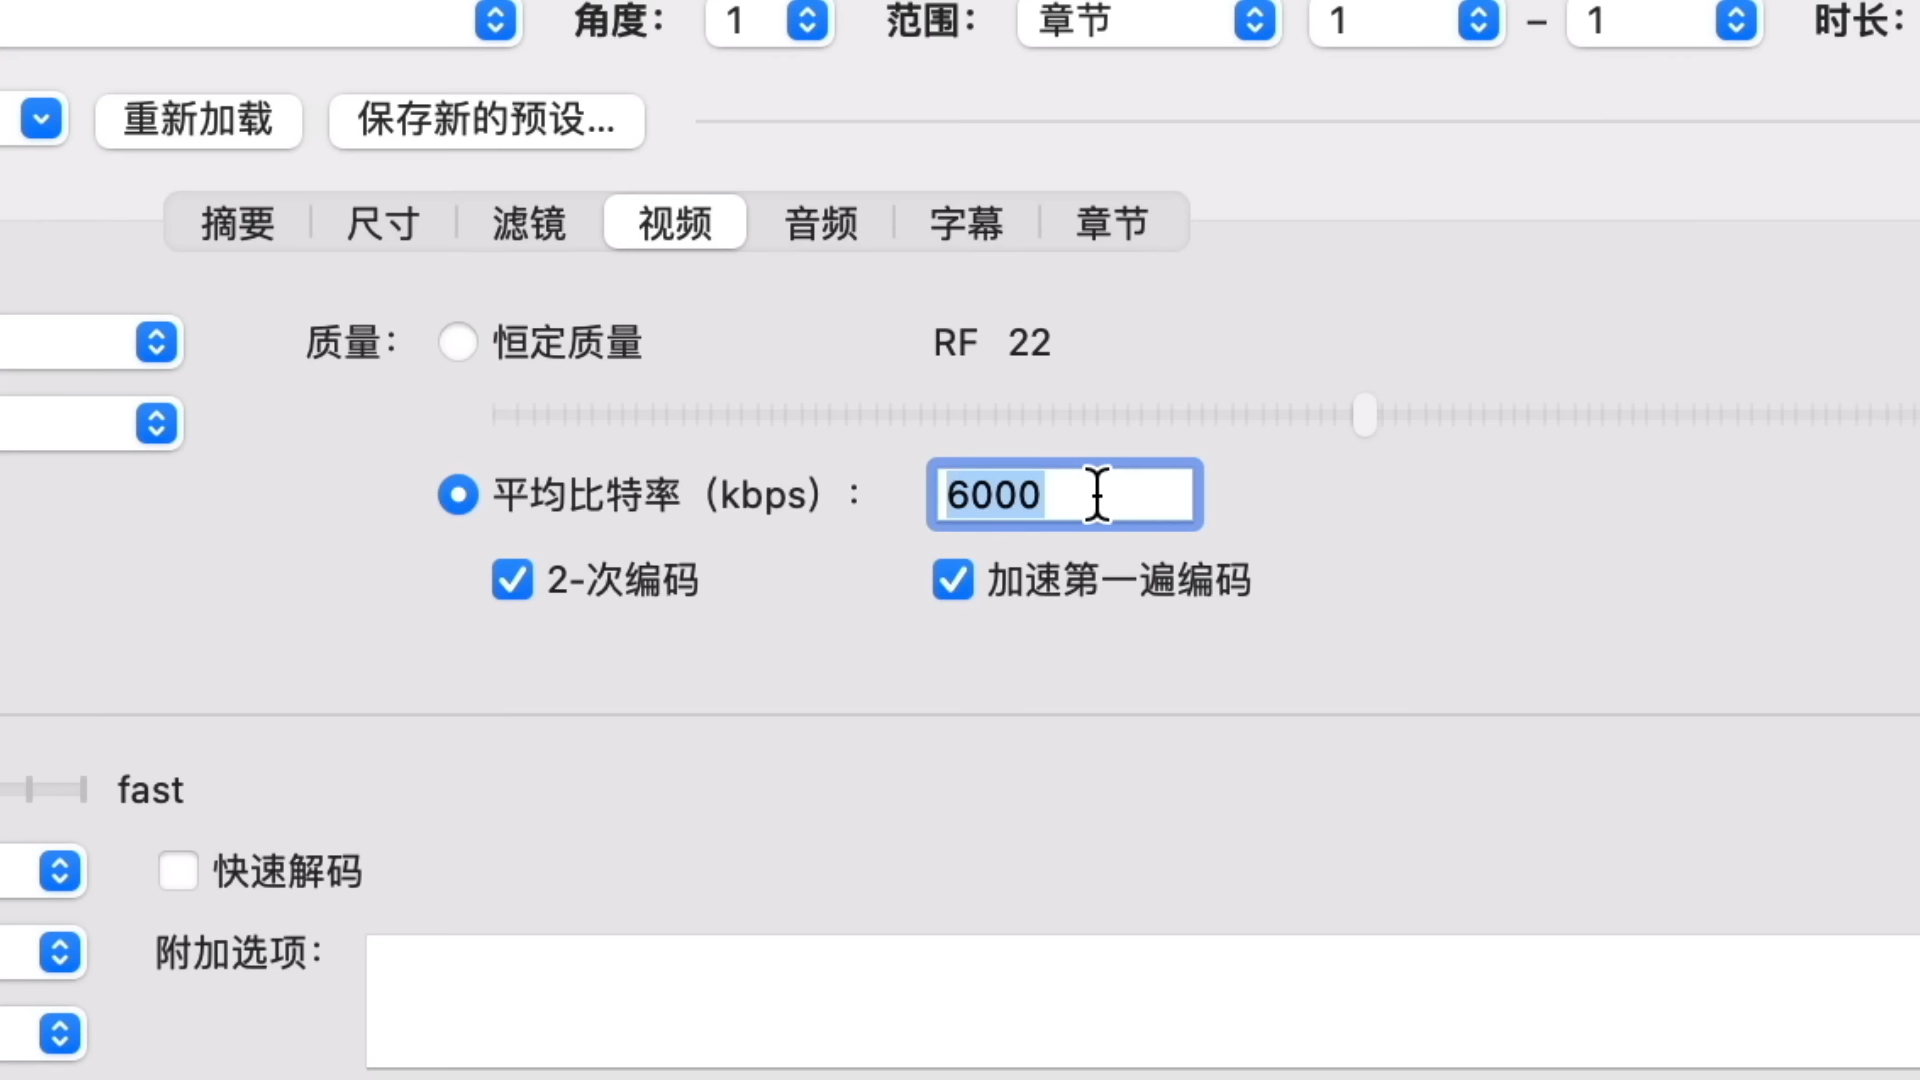 角度： 1 范围： 章节 1 – 1 时长：
重新加载 保存新的预设...
摘要 尺寸 滤镜 视频 音频 字幕 章节
质量： 恒定质量 RF 22
平均比特率（kbps）： 6000
2-次编码 加速第一遍编码
fast
快速解码
附加选项：